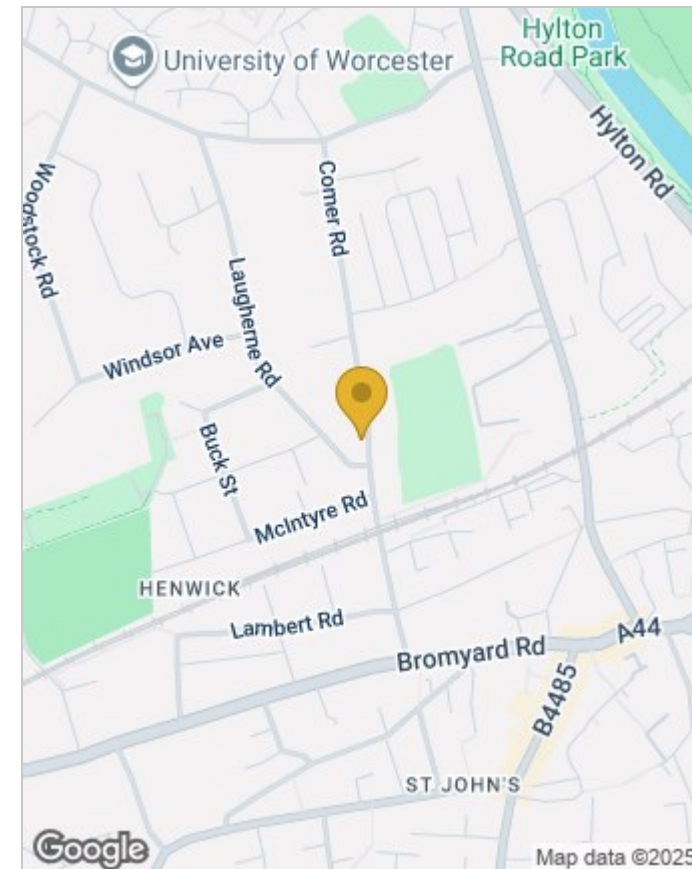 Hylton
Road Park
University of Worcester
Hylton Rd
Woodstock Rd
Comer Rd
Laugherne Rd
Windsor Ave
Buck St
McIntyre Rd
HENWICK
Lambert Rd
A44
Bromyard Rd
B4485
ST JOHN'S
Google
Map data ©2025